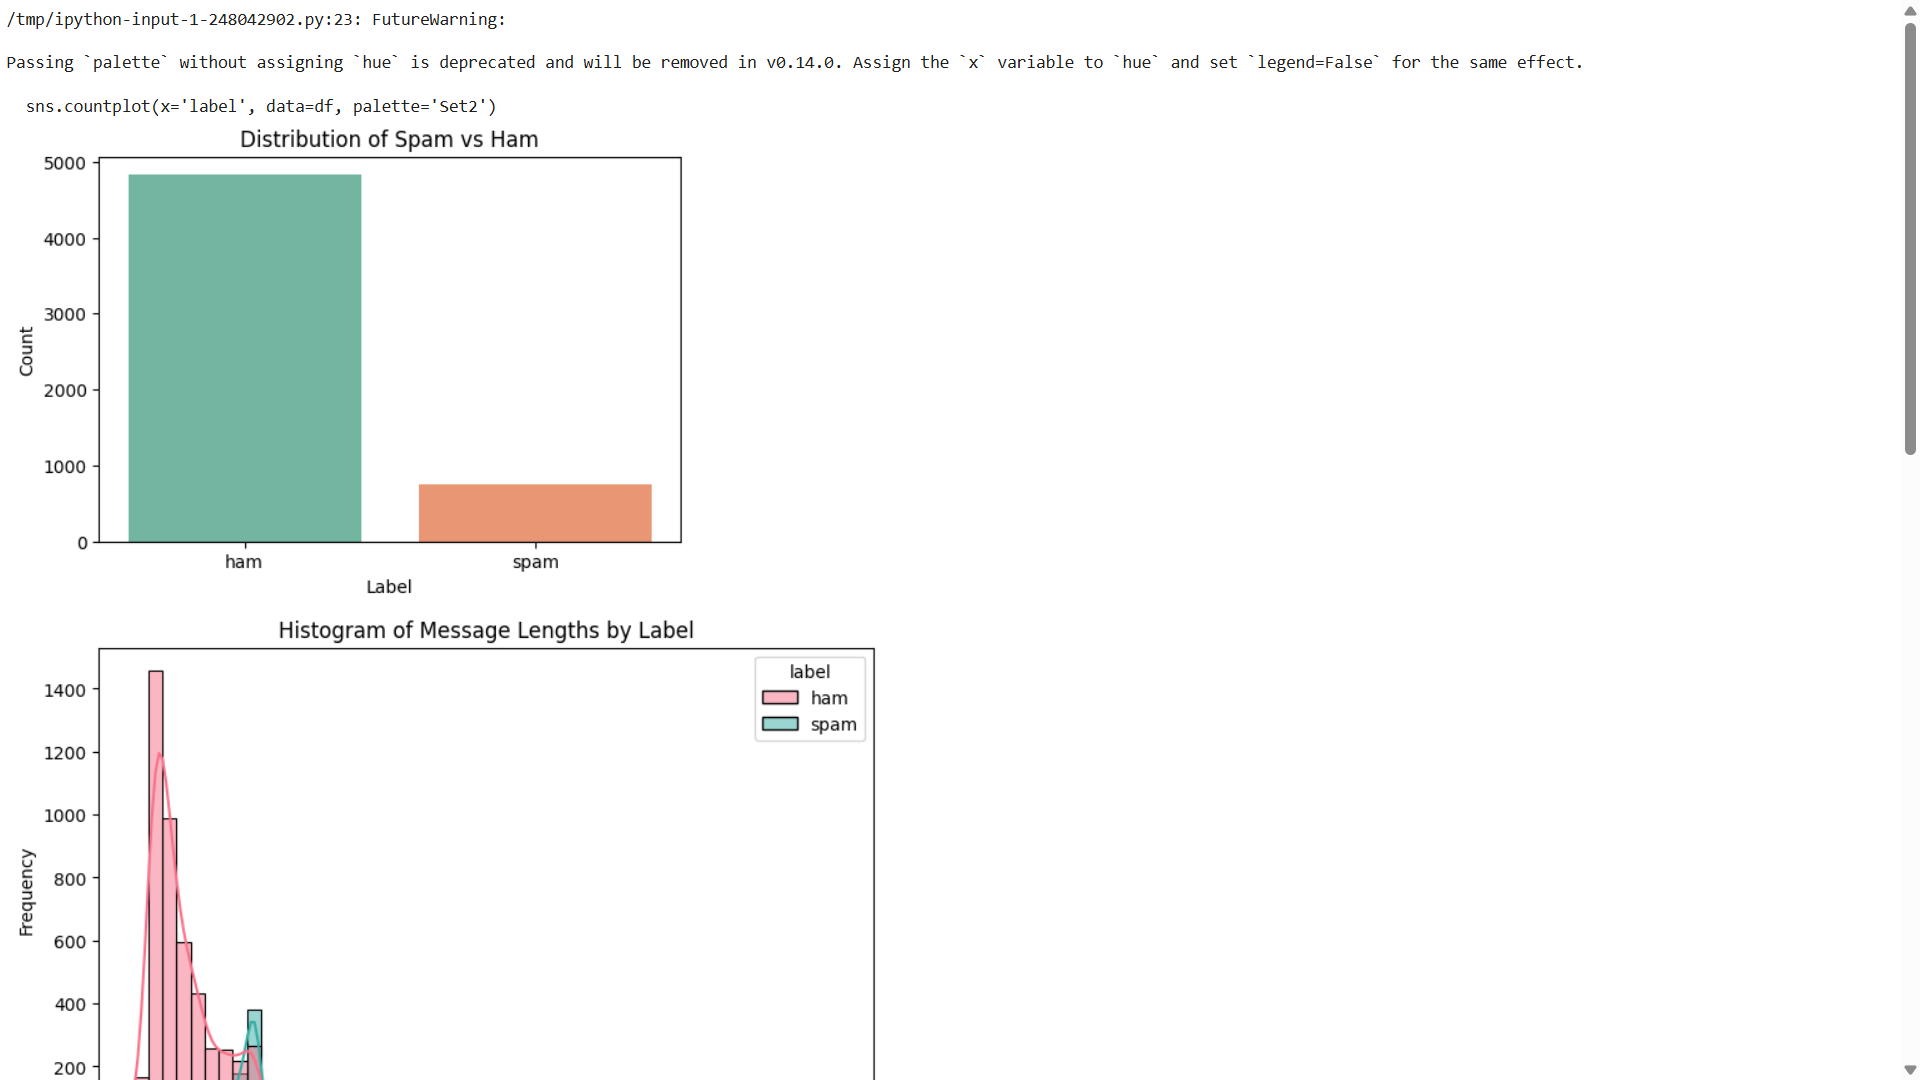 /tmp/ipython-input-1-248042902.py:23: FutureWarning:
Passing `palette` without assigning `hue` is deprecated and will be removed in v0.14.0. Assign the `x` variable to `hue` and set `legend=False` for the same effect.
sns.countplot(x='label', data=df, palette='Set2')
Distribution of Spam vs Ham
5000
4000
3000
2000
1000
0
Count
ham spam
Label
Histogram of Message Lengths by Label
label
ham
spam
1400
1200
1000
800
600
400
200
Frequency